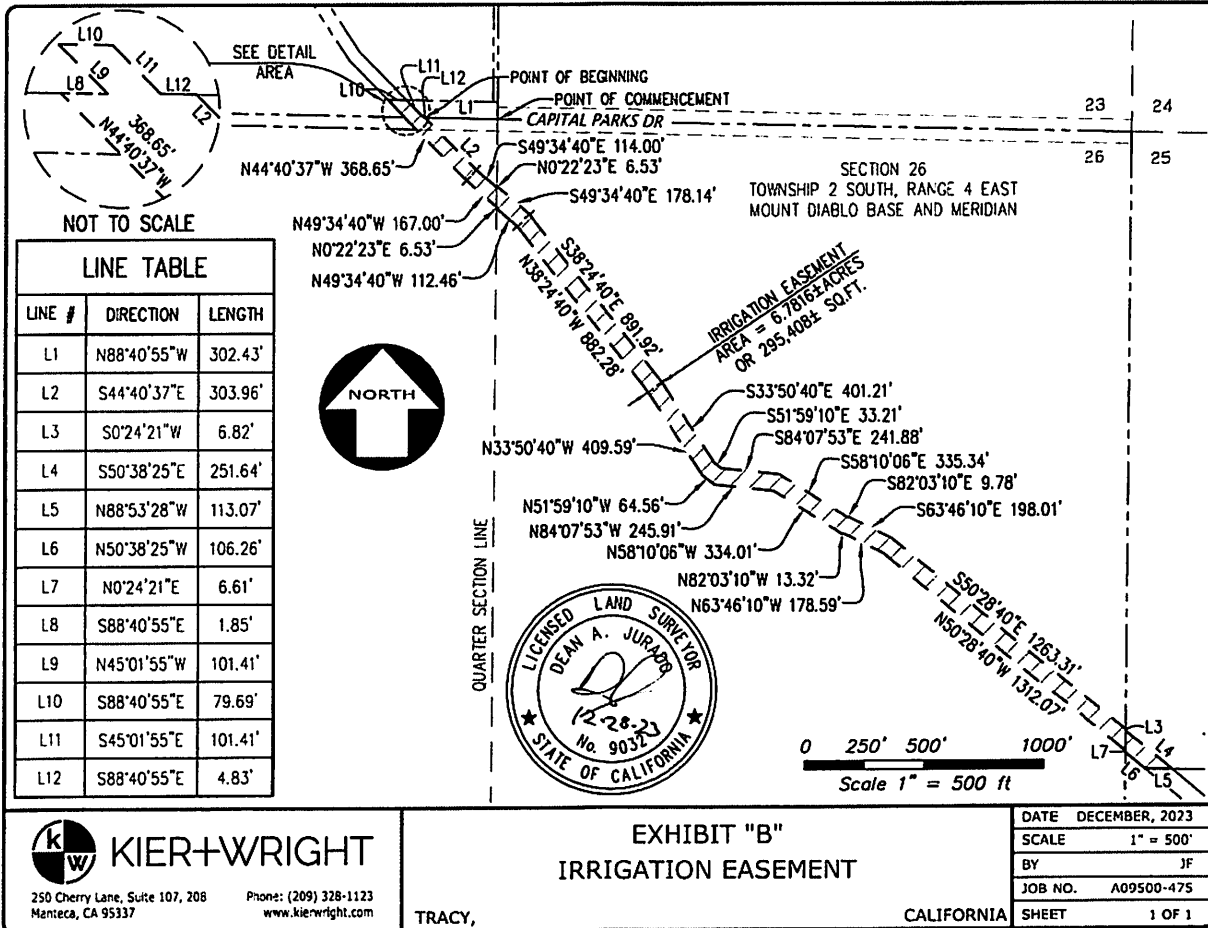 L10
L11
L9
L12
L8
L2
368.65'
N44°40'37"W
NOT TO SCALE
SEE DETAIL
AREA
L11
L12
L10
L1
POINT OF BEGINNING
POINT OF COMMENCEMENT
CAPITAL PARKS DR
23
24
26
25
L2
N44°40'37"W 368.65'
S49°34'40"E 114.00'
N0°22'23"E 6.53'
S49°34'40"E 178.14'
SECTION 26
TOWNSHIP 2 SOUTH, RANGE 4 EAST
MOUNT DIABLO BASE AND MERIDIAN
N49°34'40"W 167.00'
N0°22'23"E 6.53'
N49°34'40"W 112.46'
S38°24'40"E 891.92'
N38°24'40"W 882.28'
IRRIGATION EASEMENT
AREA = 6.7816±ACRES
OR 295,408± SQ.FT.
NORTH
S33°50'40"E 401.21'
S51°59'10"E 33.21'
S84°07'53"E 241.88'
N33°50'40"W 409.59'
S58°10'06"E 335.34'
S82°03'10"E 9.78'
S63°46'10"E 198.01'
N51°59'10"W 64.56'
N84°07'53"W 245.91'
N58°10'06"W 334.01'
N82°03'10"W 13.32'
N63°46'10"W 178.59'
S50°28'40"E 1263.31'
N50°28'40"W 1312.07'
L3
L7
L4
L6
L5
QUARTER SECTION LINE
LINE TABLE
LINE # DIRECTION LENGTH
L1 N88°40'55"W 302.43'
L2 S44°40'37"E 303.96'
L3 S0°24'21"W 6.82'
L4 S50°38'25"E 251.64'
L5 N88°53'28"W 113.07'
L6 N50°38'25"W 106.26'
L7 N0°24'21"E 6.61'
L8 S88°40'55"E 1.85'
L9 N45°01'55"W 101.41'
L10 S88°40'55"E 79.69'
L11 S45°01'55"E 101.41'
L12 S88°40'55"E 4.83'
LICENSED LAND SURVEYOR
DEAN A. JURADO
12-28-23
No. 9032
STATE OF CALIFORNIA
0 250' 500' 1000'
Scale 1" = 500 ft
kw
KIER+WRIGHT
250 Cherry Lane, Suite 107, 208
Manteca, CA 95337
Phone: (209) 328-1123
www.kierwright.com
EXHIBIT "B"
IRRIGATION EASEMENT
TRACY,
CALIFORNIA
DATE DECEMBER, 2023
SCALE 1" = 500'
BY JF
JOB NO. A09500-475
SHEET 1 OF 1